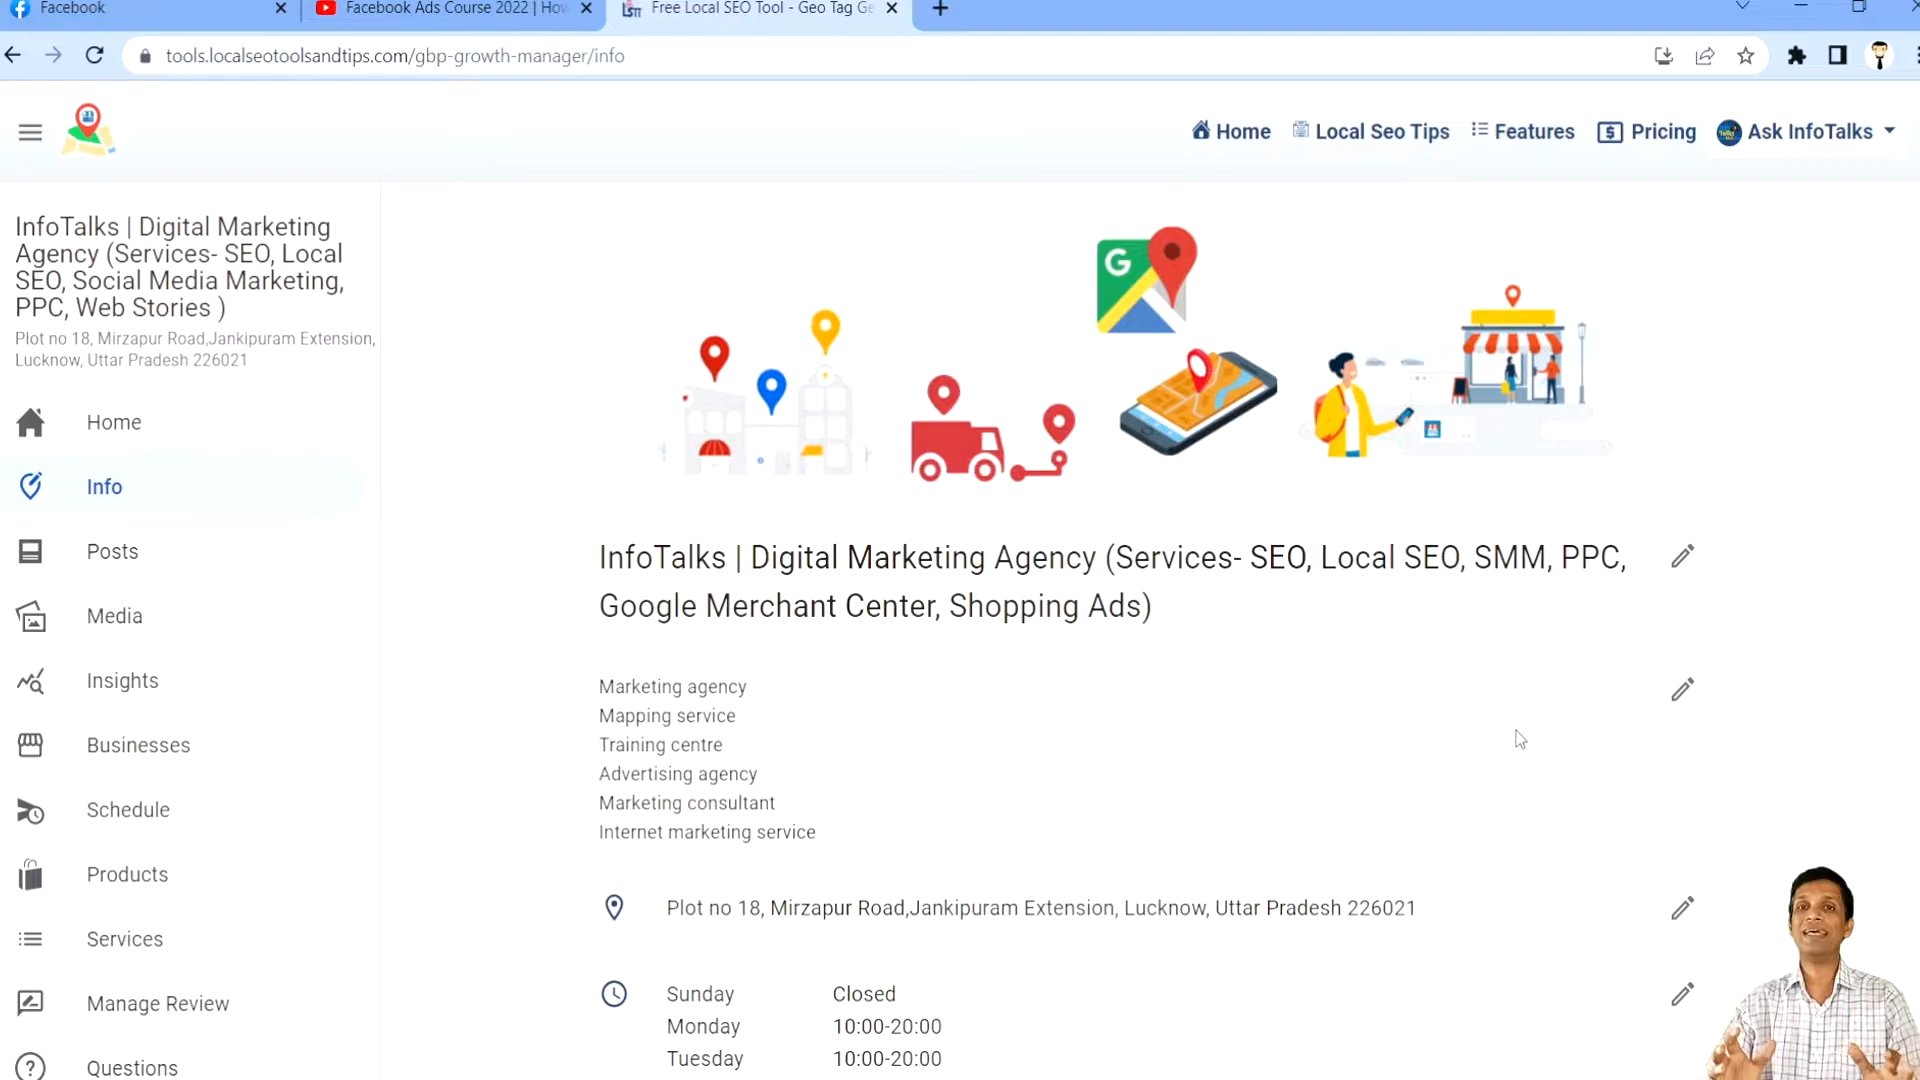 Facebook
Facebook Ads Course 2022 | How
Free Local SEO Tool - Geo Tag Ge
tools.localseotoolsandtips.com/gbp-growth-manager/info
Home
Local Seo Tips
Features
Pricing
Ask InfoTalks
InfoTalks | Digital Marketing
Agency (Services- SEO, Local
SEO, Social Media Marketing,
PPC, Web Stories )
Plot no 18, Mirzapur Road,Jankipuram Extension,
Lucknow, Uttar Pradesh 226021
Home
Info
Posts
Media
Insights
Businesses
Schedule
Products
Services
Manage Review
Questions
G
InfoTalks | Digital Marketing Agency (Services- SEO, Local SEO, SMM, PPC,
Google Merchant Center, Shopping Ads)
Marketing agency
Mapping service
Training centre
Advertising agency
Marketing consultant
Internet marketing service
Plot no 18, Mirzapur Road,Jankipuram Extension, Lucknow, Uttar Pradesh 226021
Sunday Closed
Monday 10:00-20:00
Tuesday 10:00-20:00